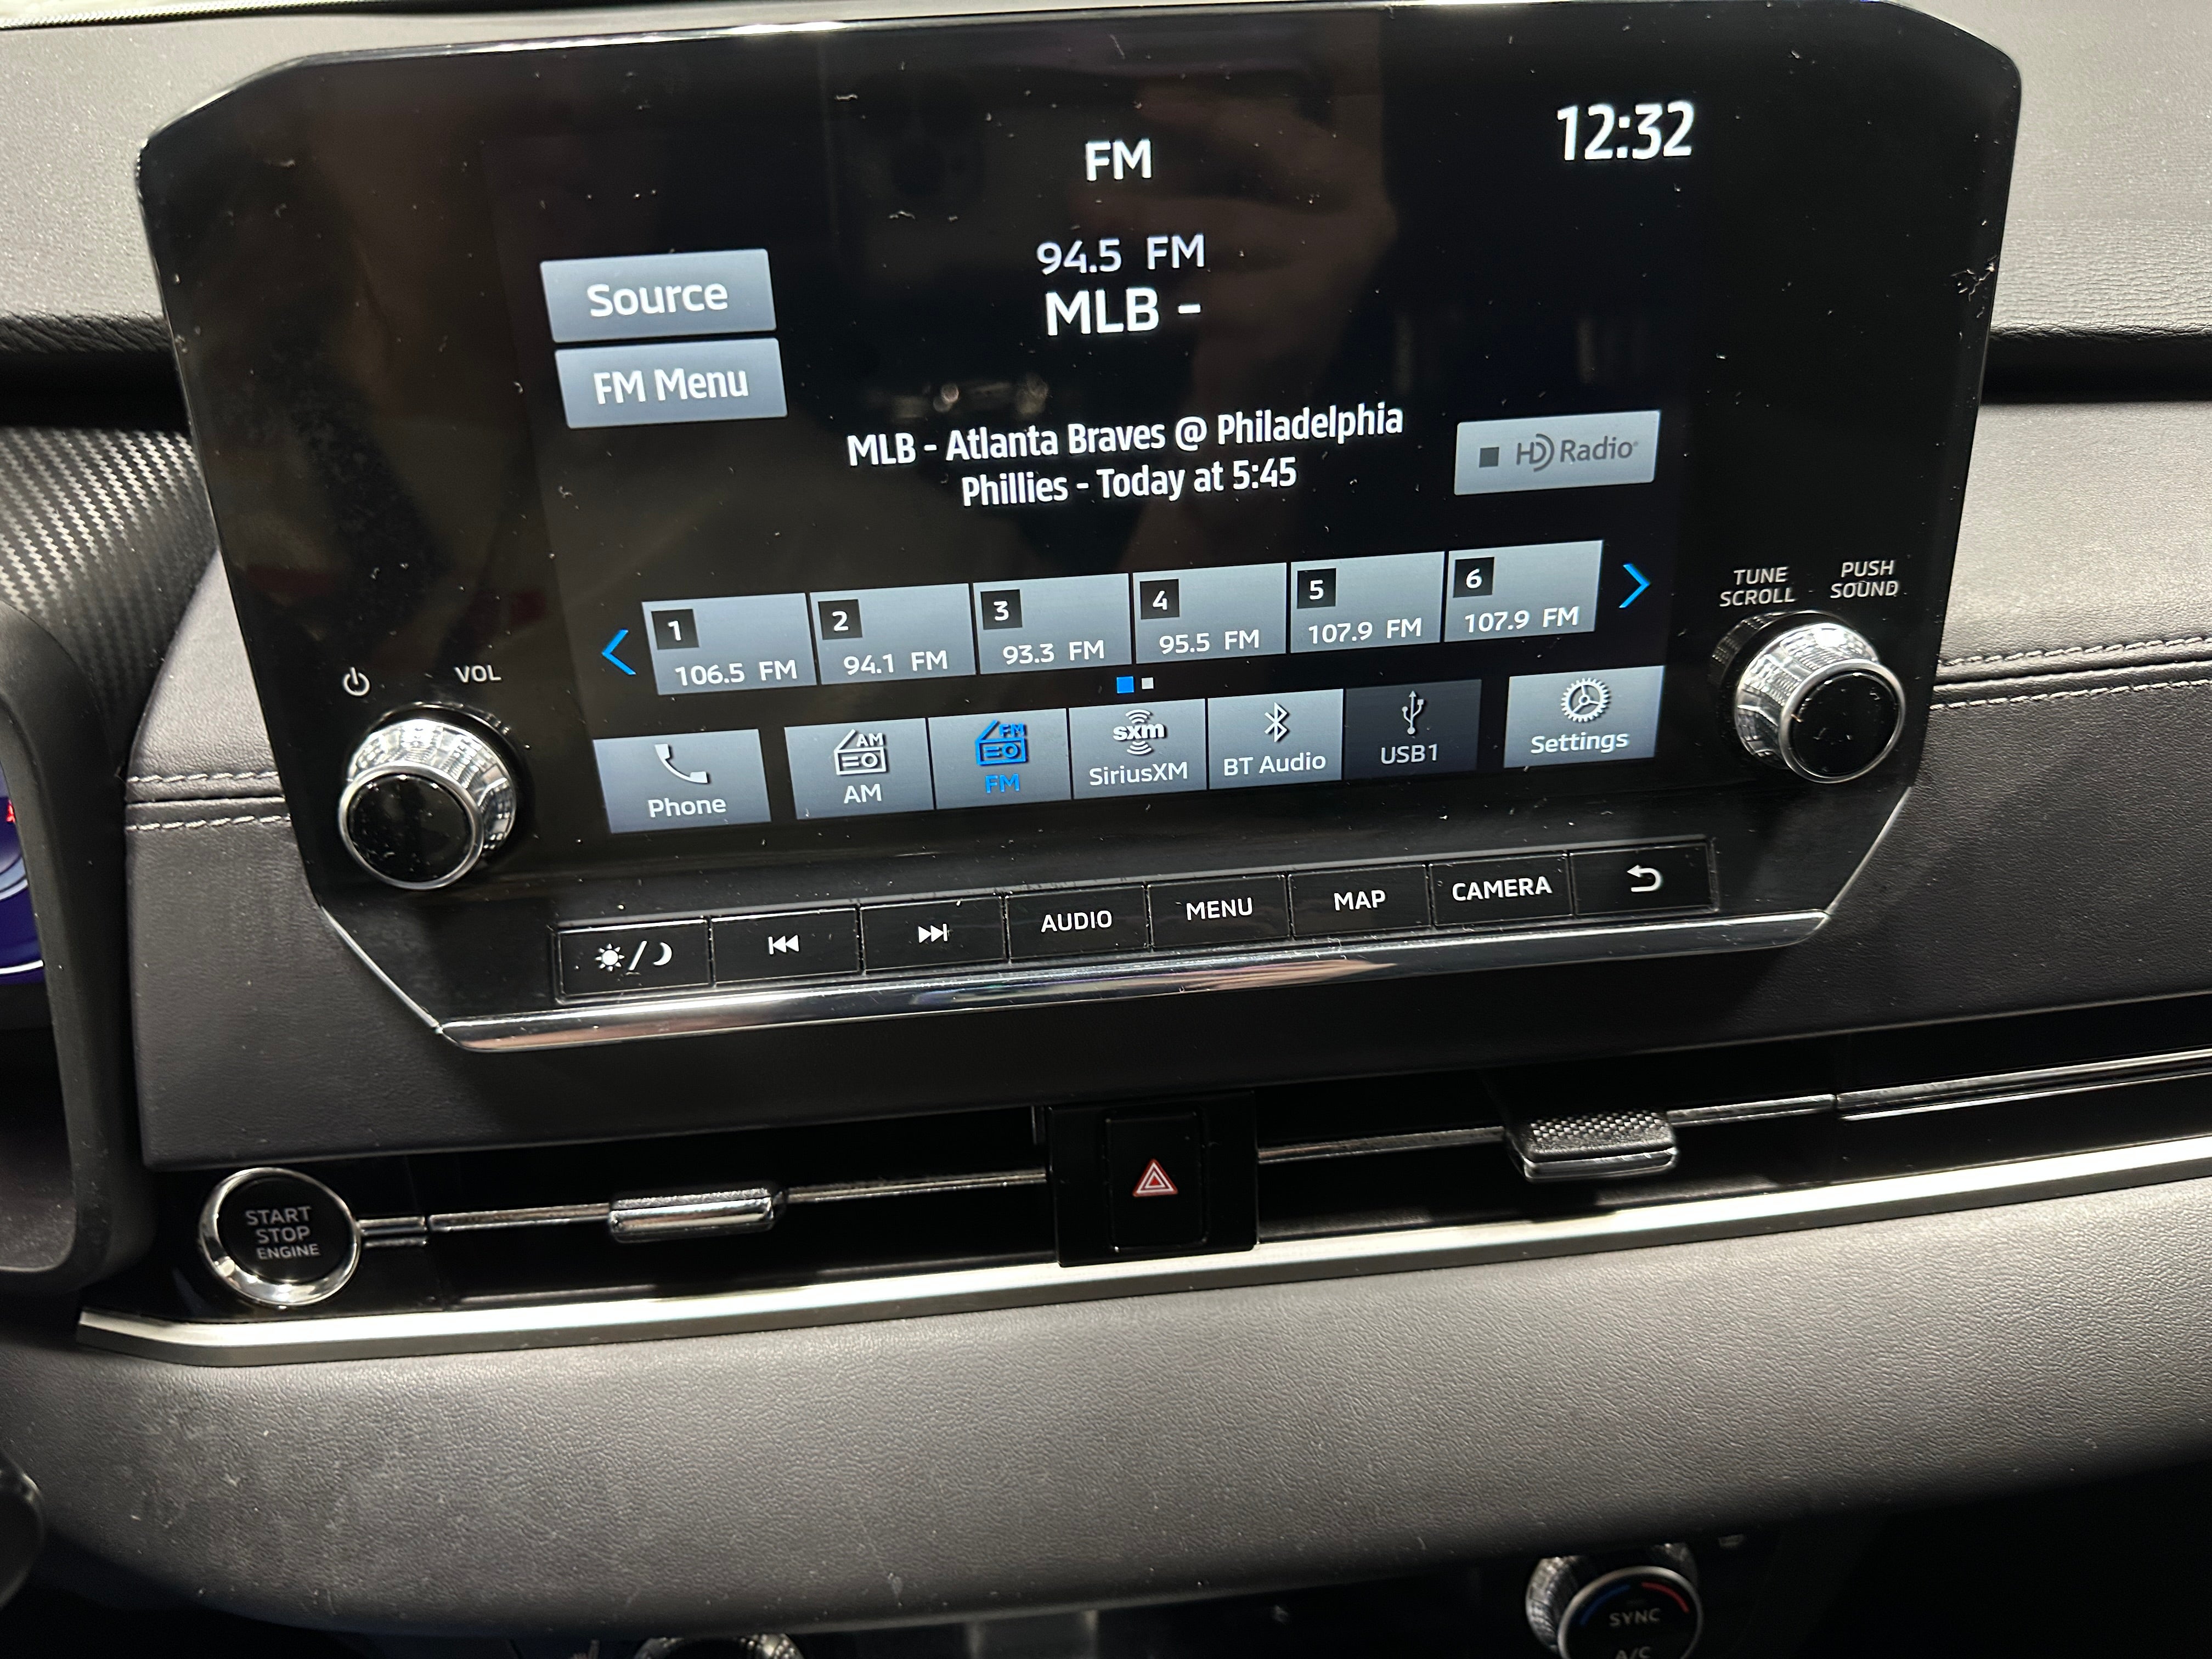 FM
12:32
94.5 FM
MLB -
Source
FM Menu
MLB - Atlanta Braves @ Philadelphia
Phillies - Today at 5:45
HD Radio
1
106.5 FM
2
94.1 FM
3
93.3 FM
4
95.5 FM
5
107.9 FM
6
107.9 FM
VOL
TUNE
SCROLL
PUSH
SOUND
Phone
AM
AM
FM
FM
sxm
SiriusXM
BT Audio
USB1
Settings
AUDIO
MENU
MAP
CAMERA
START
STOP
ENGINE
SYNC
A/C